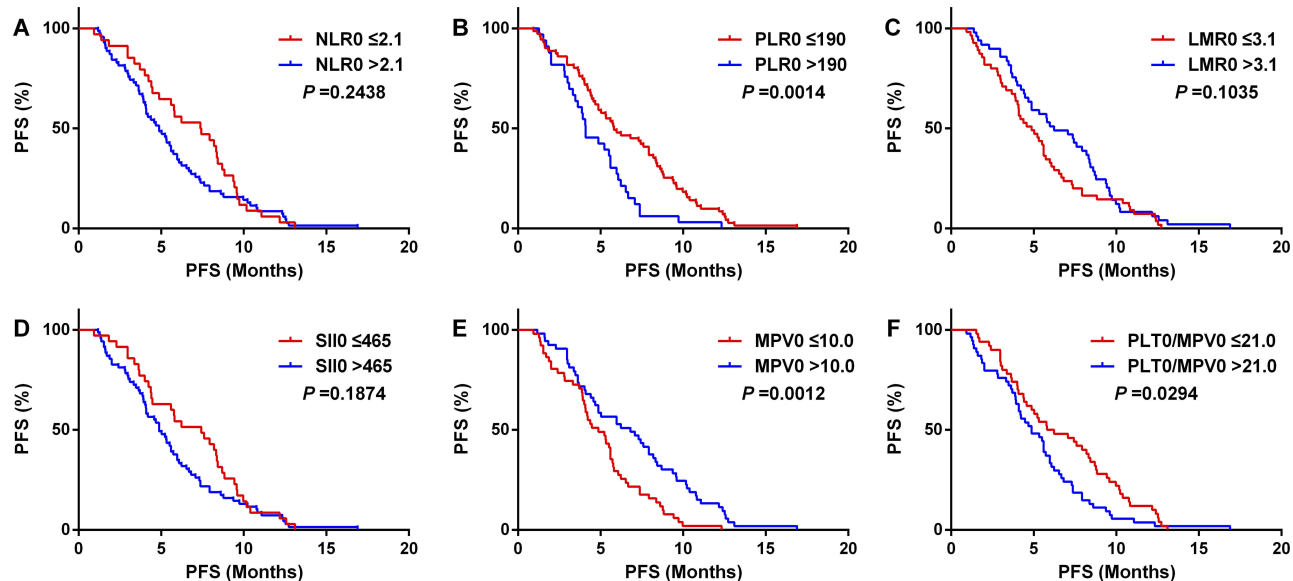 A
NLR0 ≤2.1
NLR0 >2.1
P =0.2438
PFS (%)
100
50
0
0 5 10 15 20
PFS (Months)
B
PLR0 ≤190
PLR0 >190
P =0.0014
PFS (%)
100
50
0
0 5 10 15 20
PFS (Months)
C
LMR0 ≤3.1
LMR0 >3.1
P =0.1035
PFS (%)
100
50
0
0 5 10 15 20
PFS (Months)
D
SII0 ≤465
SII0 >465
P =0.1874
PFS (%)
100
50
0
0 5 10 15 20
PFS (Months)
E
MPV0 ≤10.0
MPV0 >10.0
P =0.0012
PFS (%)
100
50
0
0 5 10 15 20
PFS (Months)
F
PLT0/MPV0 ≤21.0
PLT0/MPV0 >21.0
P =0.0294
PFS (%)
100
50
0
0 5 10 15 20
PFS (Months)